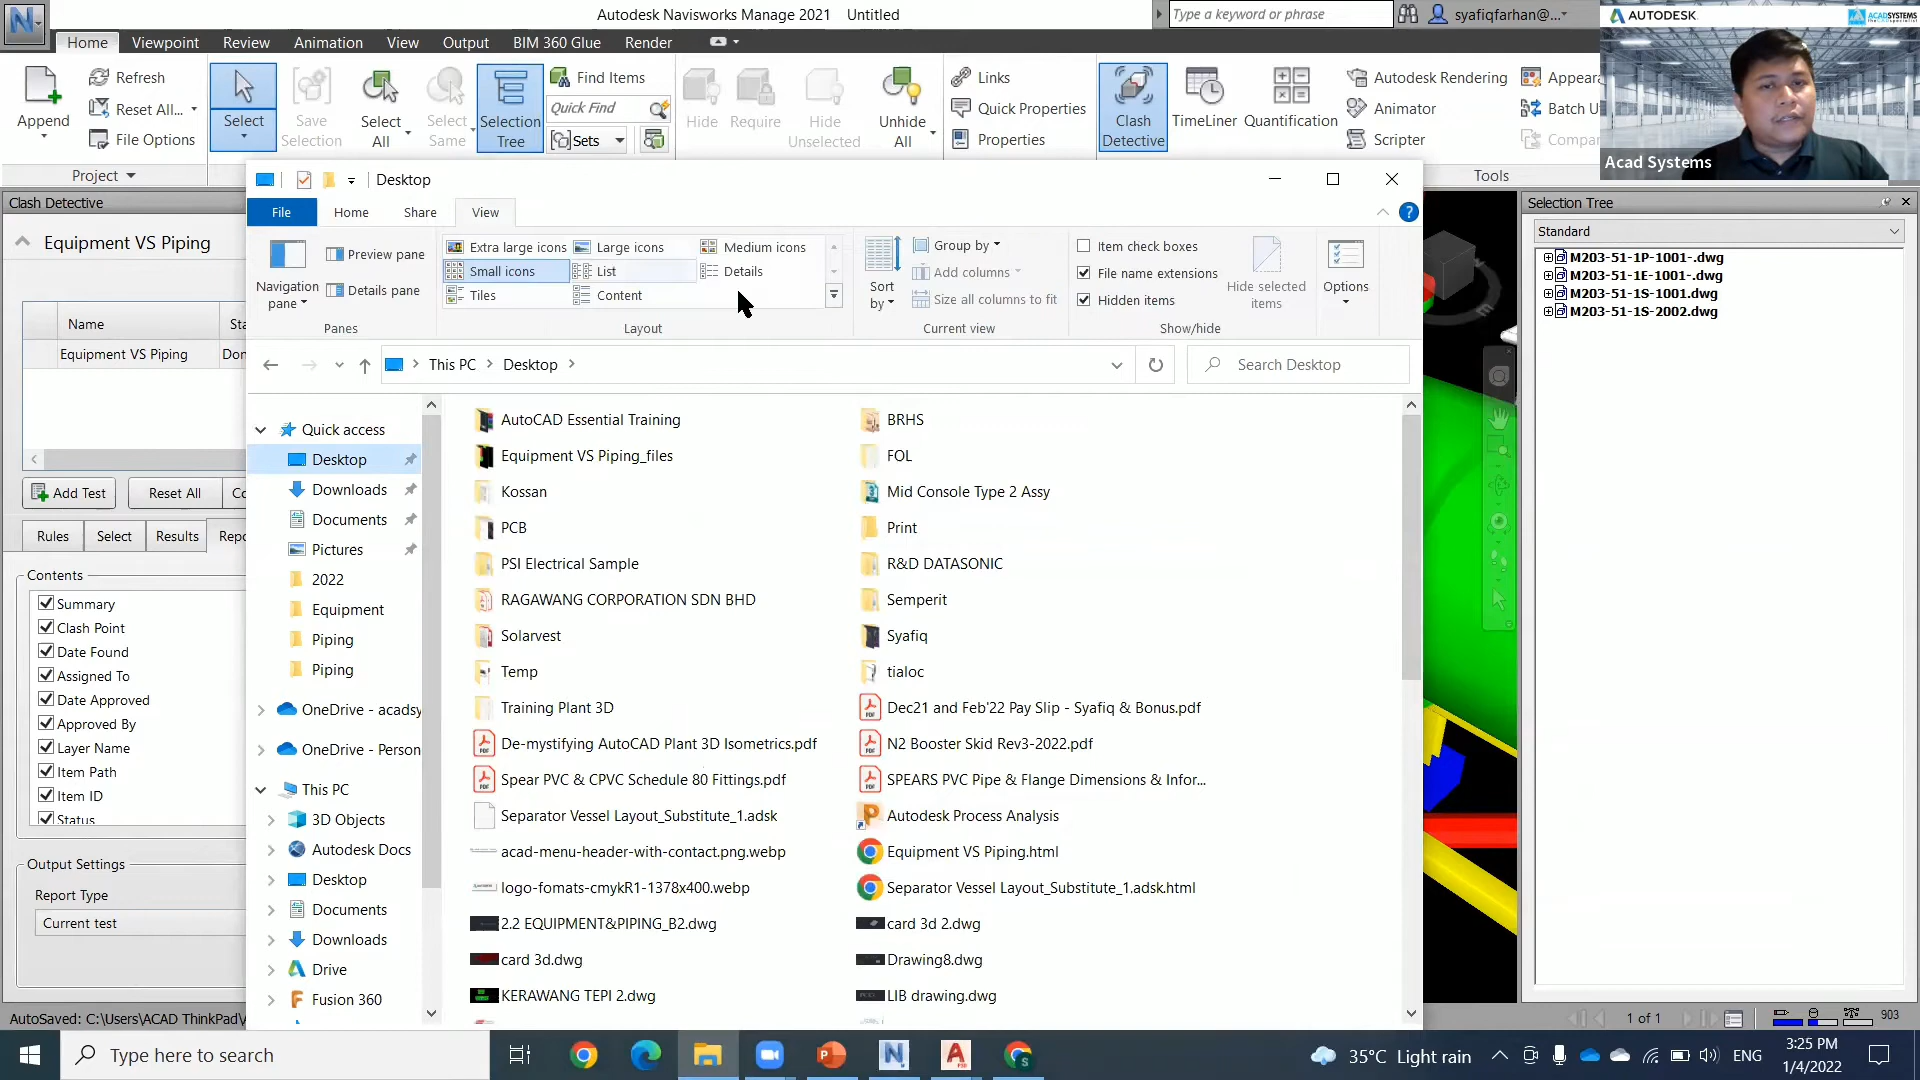 Autodesk Navisworks Manage 2021 Untitled
Type a keyword or phrase
syafiqfarhan@...
AUTODESK
ACADSYSTEMS
Home Viewpoint Review Animation View Output BIM 360 Glue Render
Append
Refresh
Reset All...
File Options
Project
Select
Save Selection
Select All
Select Same
Selection Tree
Find Items
Quick Find
Sets
Hide
Require
Hide Unselected
Unhide All
Links
Quick Properties
Properties
Clash Detective
TimeLiner
Quantification
Autodesk Rendering
Animator
Scripter
Appeara
Batch U
Compar
Tools
Acad Systems
Clash Detective
Equipment VS Piping
Name Sta
Equipment VS Piping Don
Add Test
Reset All
Co
Rules Select Results Repo
Contents
Summary
Clash Point
Date Found
Assigned To
Date Approved
Approved By
Layer Name
Item Path
Item ID
Status
Output Settings
Report Type
Current test
AutoSaved: C:\Users\ACAD ThinkPad\
Desktop
File Home Share View
Navigation pane
Preview pane
Details pane
Panes
Extra large icons Large icons Medium icons
Small icons List Details
Tiles Content
Layout
Sort by
Group by
Add columns
Size all columns to fit
Current view
Item check boxes
File name extensions
Hidden items
Hide selected items
Show/hide
Options
This PC > Desktop >
Search Desktop
Quick access
Desktop
Downloads
Documents
Pictures
2022
Equipment
Piping
Piping
OneDrive - acadsy
OneDrive - Person
This PC
3D Objects
Autodesk Docs
Desktop
Documents
Downloads
Drive
Fusion 360
AutoCAD Essential Training BRHS
Equipment VS Piping_files FOL
Kossan Mid Console Type 2 Assy
PCB Print
PSI Electrical Sample R&D DATASONIC
RAGAWANG CORPORATION SDN BHD Semperit
Solarvest Syafiq
Temp tialoc
Training Plant 3D Dec21 and Feb'22 Pay Slip - Syafiq & Bonus.pdf
De-mystifying AutoCAD Plant 3D Isometrics.pdf N2 Booster Skid Rev3-2022.pdf
Spear PVC & CPVC Schedule 80 Fittings.pdf SPEARS PVC Pipe & Flange Dimensions & Infor...
Separator Vessel Layout_Substitute_1.adsk Autodesk Process Analysis
acad-menu-header-with-contact.png.webp Equipment VS Piping.html
logo-fomats-cmykR1-1378x400.webp Separator Vessel Layout_Substitute_1.adsk.html
2.2 EQUIPMENT&PIPING_B2.dwg card 3d 2.dwg
card 3d.dwg Drawing8.dwg
KERAWANG TEPI 2.dwg LIB drawing.dwg
Selection Tree
Standard
M203-51-1P-1001-.dwg
M203-51-1E-1001-.dwg
M203-51-1S-1001.dwg
M203-51-1S-2002.dwg
1 of 1
903
Type here to search
35°C Light rain
ENG
3:25 PM
1/4/2022